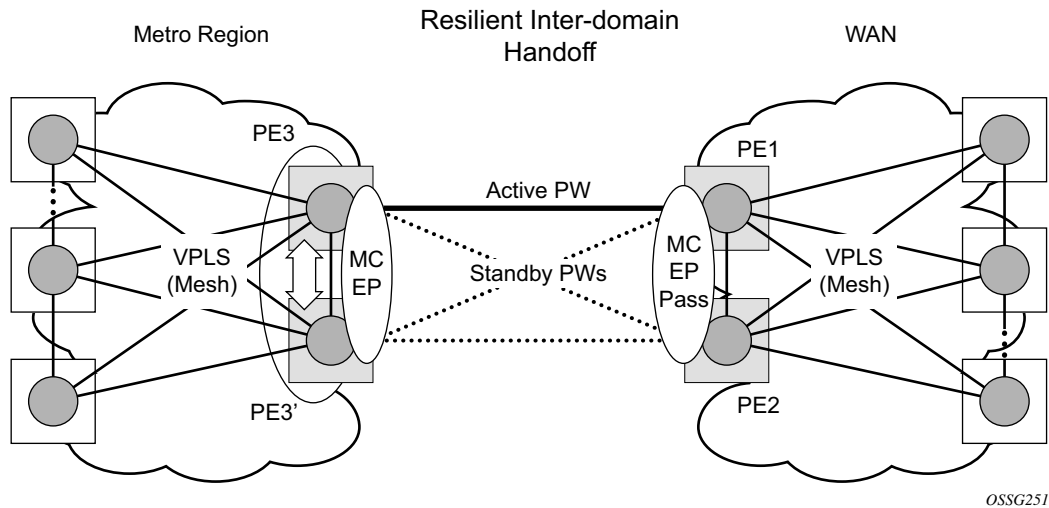 Resilient Inter-domain
Handoff
Metro Region
WAN
PE3
PE1
Active PW
VPLS
(Mesh)
MC
EP
Standby PWs
MC
EP
Pass
VPLS
(Mesh)
PE3’
PE2
OSSG251